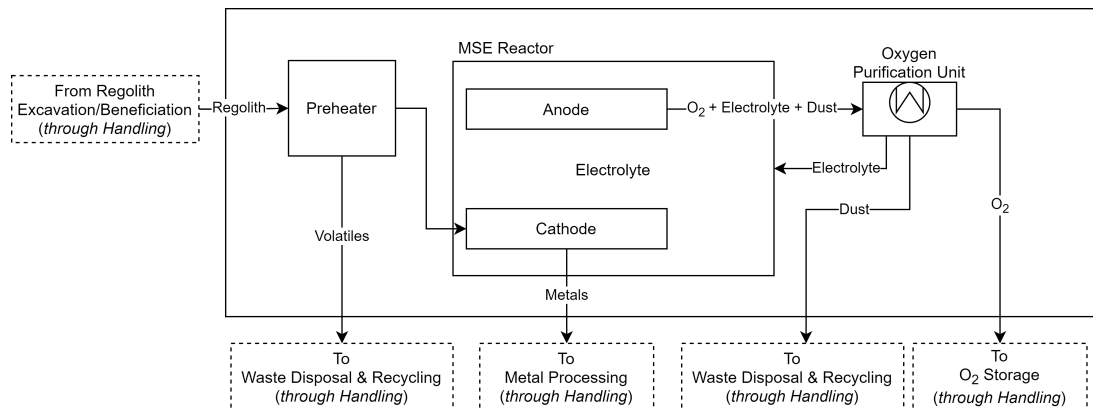 MSE Reactor
Oxygen
Purification Unit
From Regolith
Excavation/Beneficiation
(through Handling)
Regolith
Preheater
Anode
O2 + Electrolyte + Dust
Electrolyte
Electrolyte
Cathode
Dust
O2
Volatiles
Metals
To
Waste Disposal & Recycling
(through Handling)
To
Metal Processing
(through Handling)
To
Waste Disposal & Recycling
(through Handling)
To
O2 Storage
(through Handling)